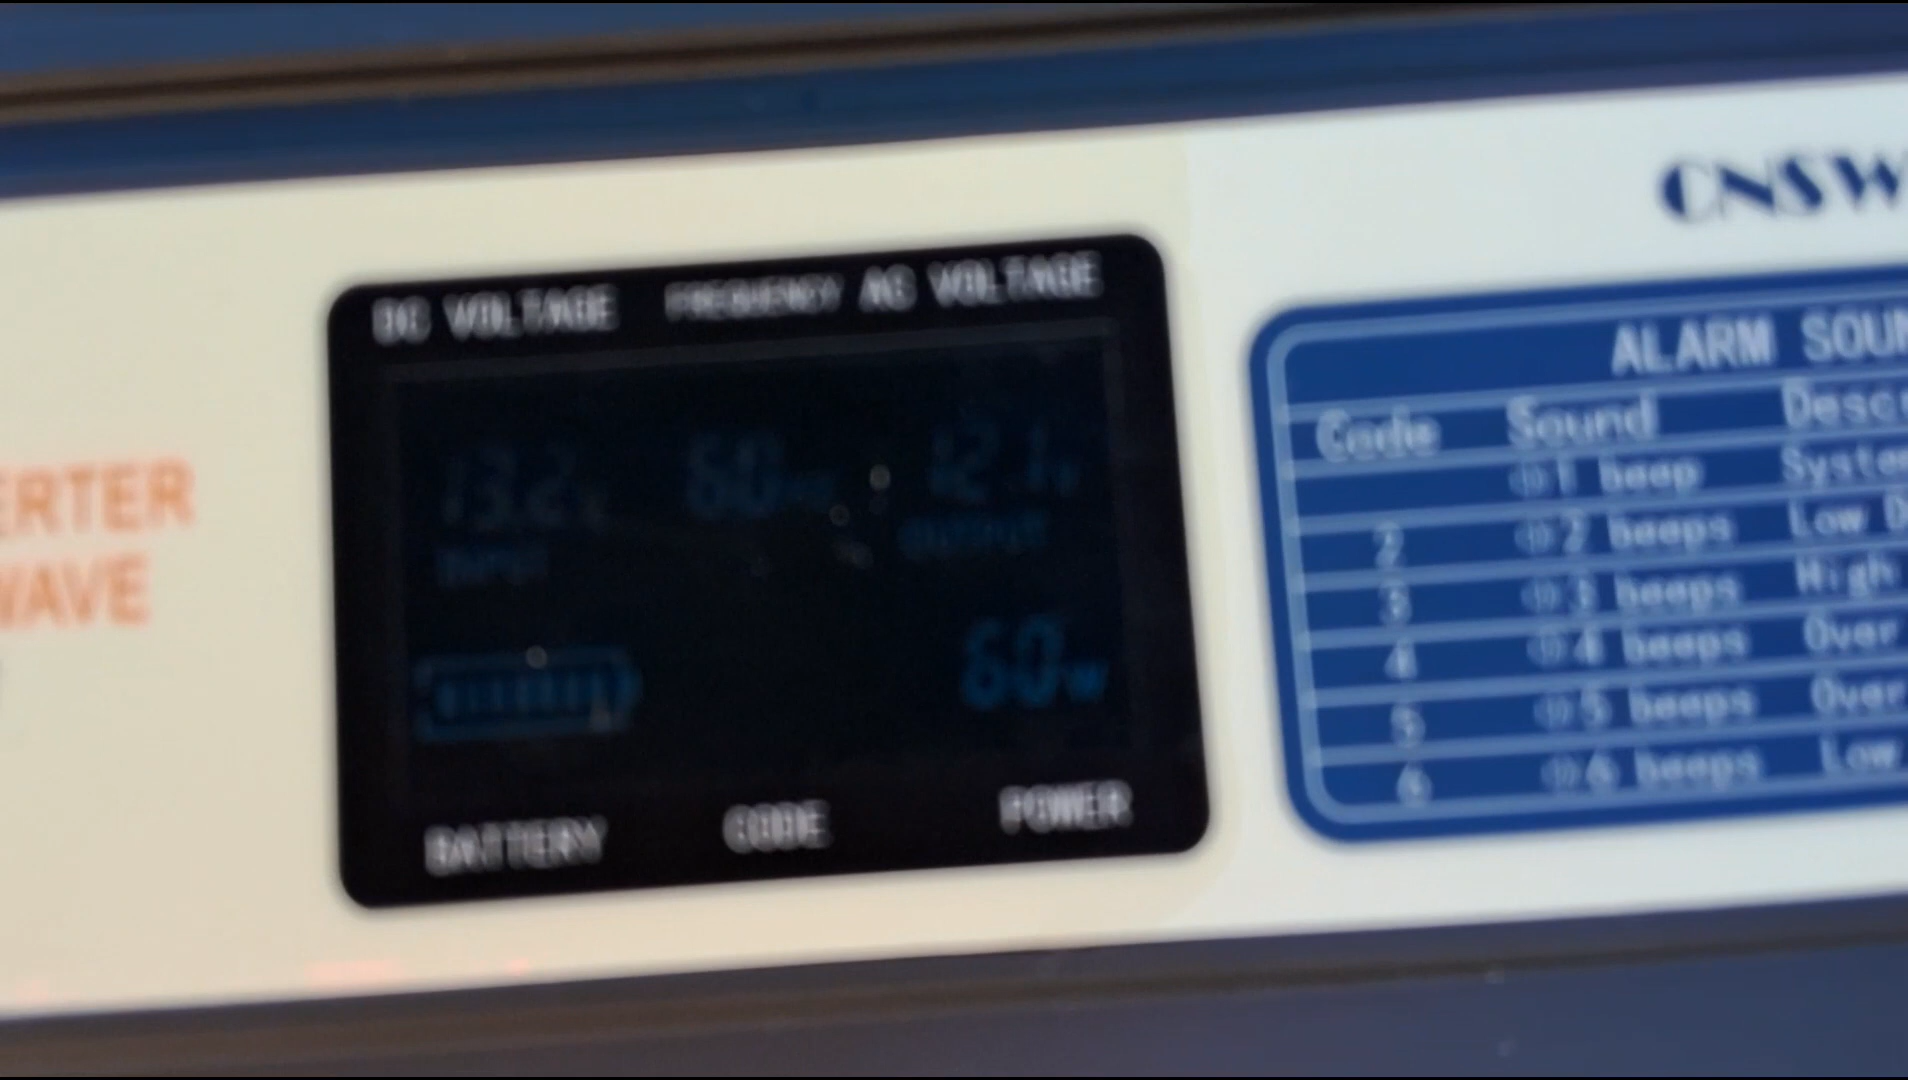 CNSW
ERTER
WAVE
DC VOLTAGE FREQUENCY AC VOLTAGE
13.2V 60Hz 121V
INPUT OUTPUT
60W
BATTERY CODE POWER
ALARM SOUN
Code Sound Descr
1 beep Syste
2 2 beeps Low D
3 3 beeps High
4 4 beeps Over
5 5 beeps Over
6 6 beeps Low